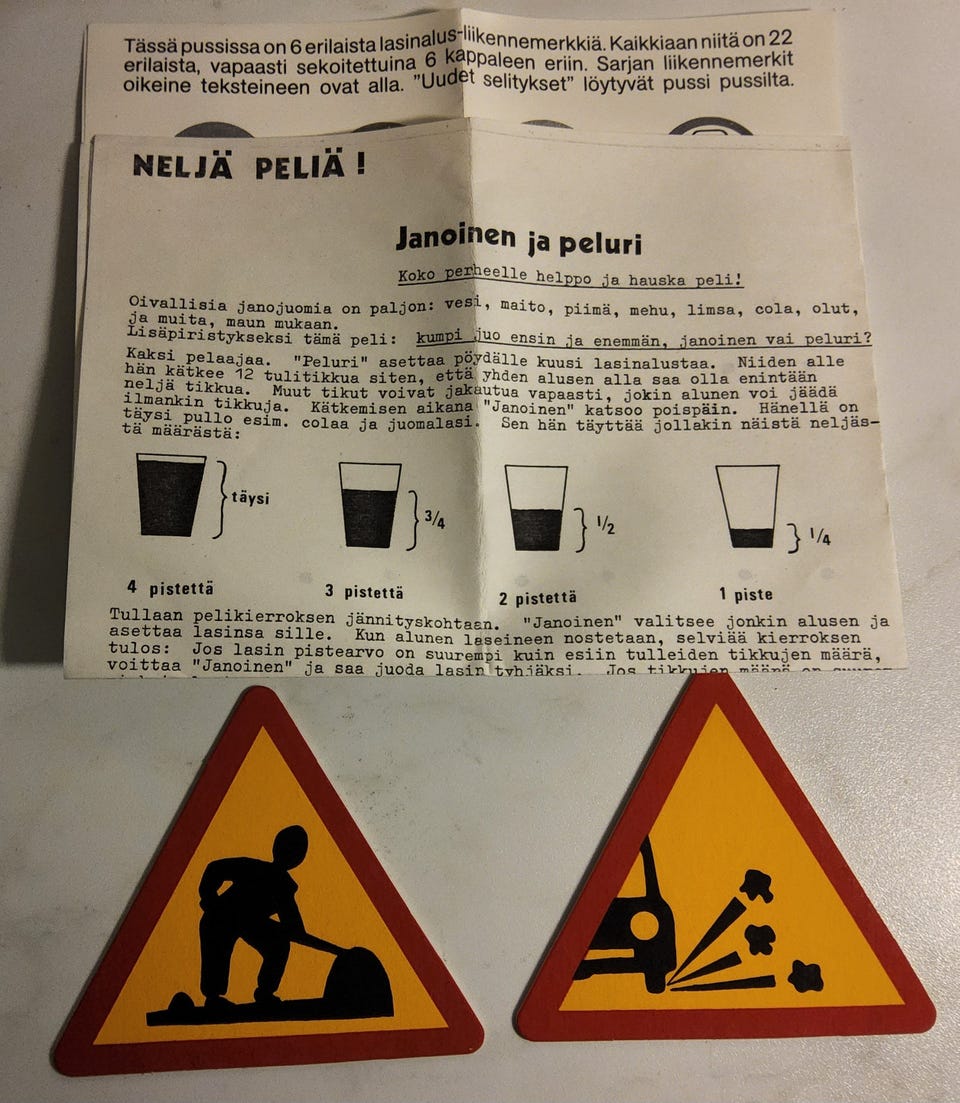 Tässä pussissa on 6 erilaista lasinalus-liikennemerkkiä. Kaikkiaan niitä on 22
erilaista, vapaasti sekoitettuina 6 kappaleen eriin. Sarjan liikennemerkit
oikeine teksteineen ovat alla. "Uudet selitykset" löytyvät pussi pussilta.
NELJÄ PELIÄ !
Janoinen ja peluri
Koko perheelle helppo ja hauska peli!
Oivallisia janojuomia on paljon: vesi, maito, piimä, mehu, limsa, cola, olut,
ja muita, maun mukaan.
Lisäpiristykseksi tämä peli: kumpi juo ensin ja enemmän, janoinen vai peluri?
Kaksi pelaajaa. "Peluri" asettaa pöydälle kuusi lasinalustaa. Niiden alle
hän kätkee 12 tulitikkua siten, että yhden alusen alla saa olla enintään
neljä tikkua. Muut tikut voivat jakautua vapaasti, jokin alunen voi jäädä
ilmankin tikkuja. Kätkemisen aikana "Janoinen" katsoo poispäin. Hänellä on
täysi pullo esim. colaa ja juomalasi. Sen hän täyttää jollakin näistä neljäs-
tä määrästä:
täysi 3/4 1/2 1/4
4 pistettä 3 pistettä 2 pistettä 1 piste
Tullaan pelikierroksen jännityskohtaan. "Janoinen" valitsee jonkin alusen ja
asettaa lasinsa sille. Kun alunen laseineen nostetaan, selviää kierroksen
tulos: Jos lasin pistearvo on suurempi kuin esiin tulleiden tikkujen määrä,
voittaa "Janoinen" ja saa juoda lasin tyhjäksi. Jos tikkujen määrä on